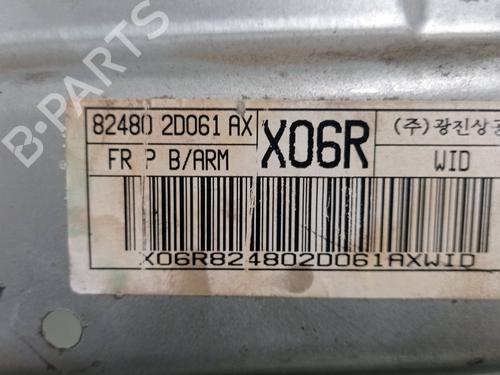 B-PARTS
82480 2D061 AX
X06R
(주)광진상공
FR P B/ARM
WID
X06R824802D061AXWID